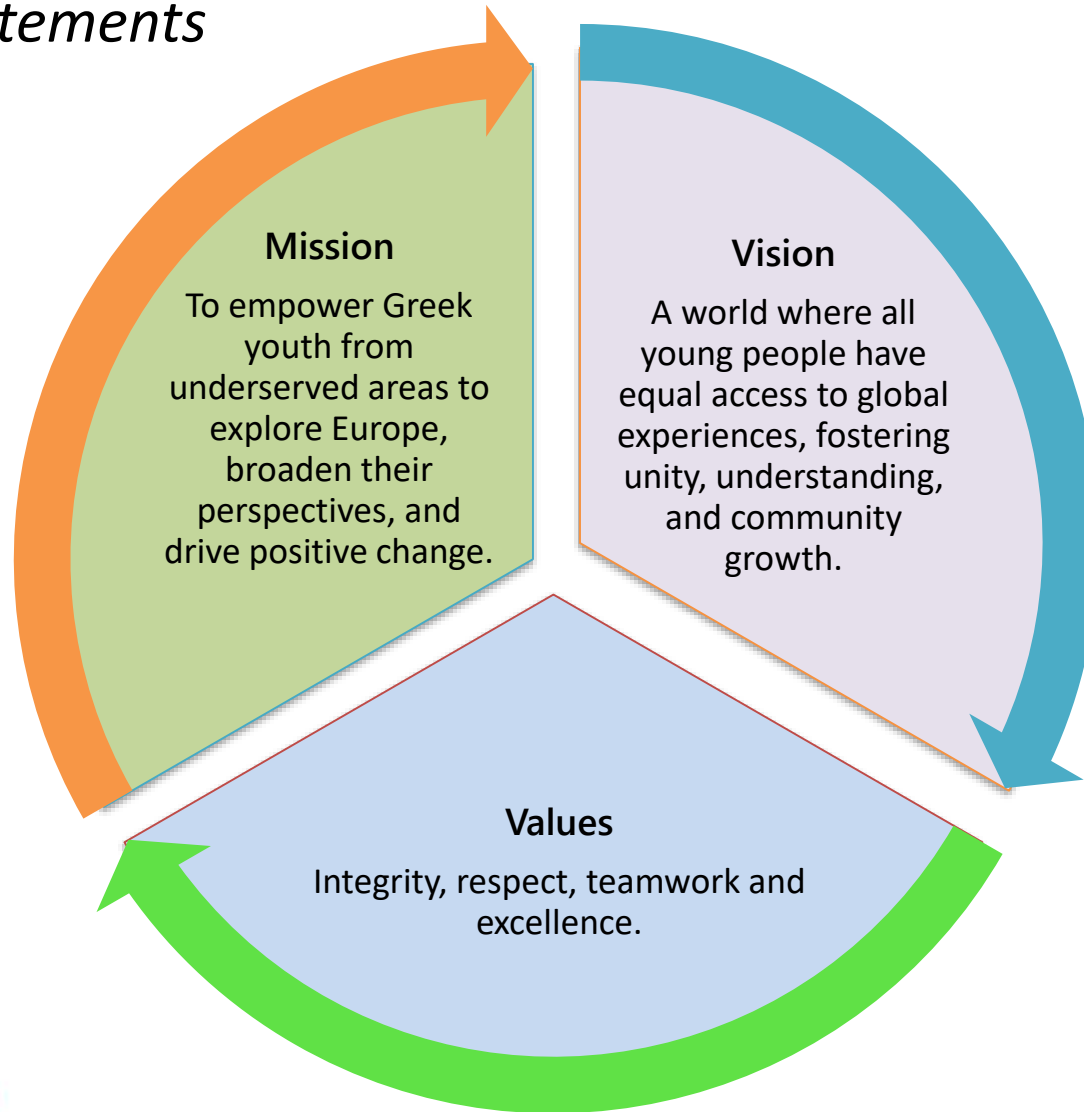 tements
Mission
To empower Greek
youth from
underserved areas to
explore Europe,
broaden their
perspectives, and
drive positive change.
Vision
A world where all
young people have
equal access to global
experiences, fostering
unity, understanding,
and community
growth.
Values
Integrity, respect, teamwork and
excellence.